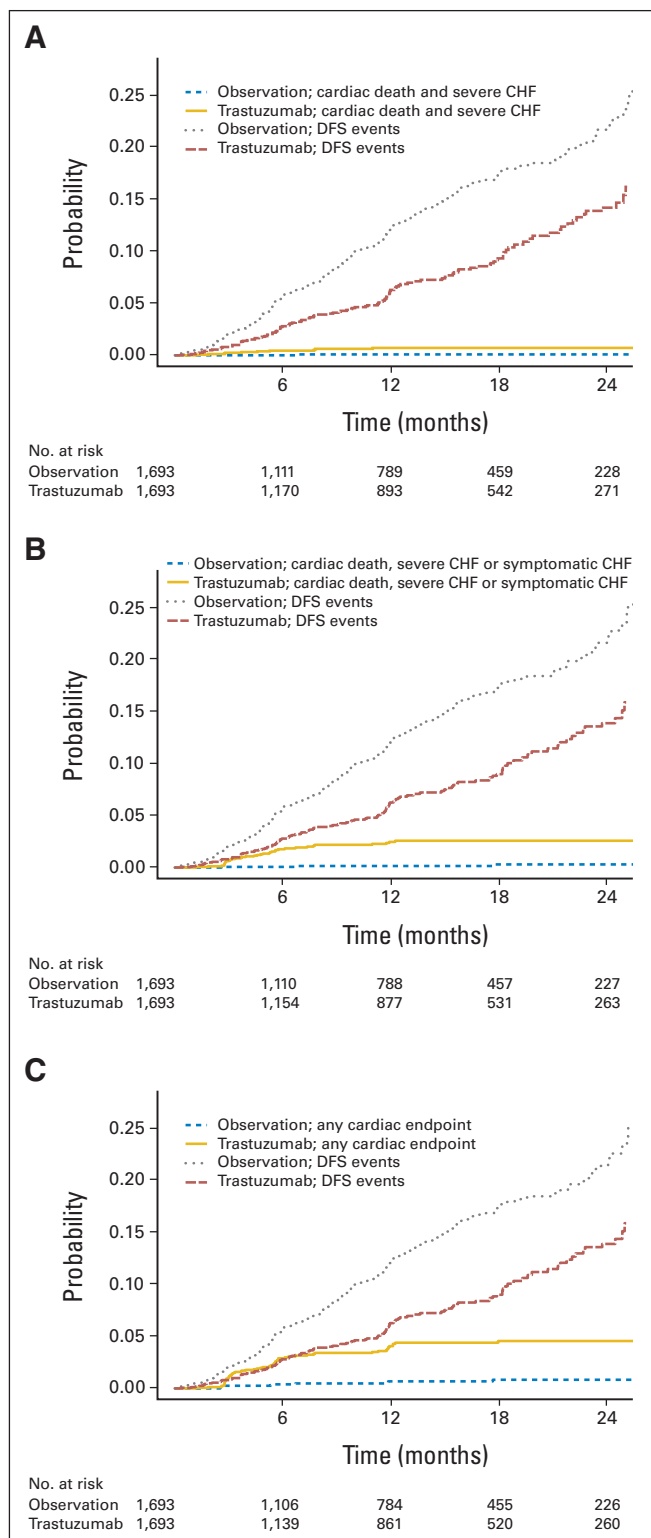 A
Observation; cardiac death and severe CHF
Trastuzumab; cardiac death and severe CHF
Observation; DFS events
Trastuzumab; DFS events
0.25
0.20
0.15
0.10
0.05
0.00
Probability
6 12 18 24
Time (months)
No. at risk
Observation 1,693 1,111 789 459 228
Trastuzumab 1,693 1,170 893 542 271
B
Observation; cardiac death, severe CHF or symptomatic CHF
Trastuzumab; cardiac death, severe CHF or symptomatic CHF
Observation; DFS events
Trastuzumab; DFS events
0.25
0.20
0.15
0.10
0.05
0.00
Probability
6 12 18 24
Time (months)
No. at risk
Observation 1,693 1,110 788 457 227
Trastuzumab 1,693 1,154 877 531 263
C
Observation; any cardiac endpoint
Trastuzumab; any cardiac endpoint
Observation; DFS events
Trastuzumab; DFS events
0.25
0.20
0.15
0.10
0.05
0.00
Probability
6 12 18 24
Time (months)
No. at risk
Observation 1,693 1,106 784 455 226
Trastuzumab 1,693 1,139 861 520 260